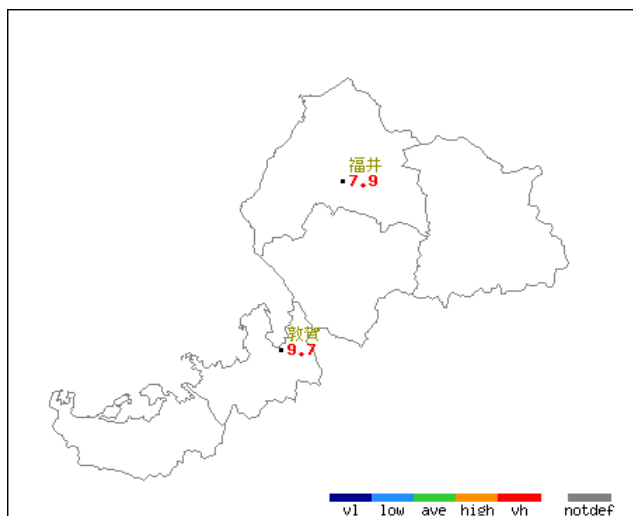 福井
7.9
敦賀
9.7
vl low ave high vh notdef